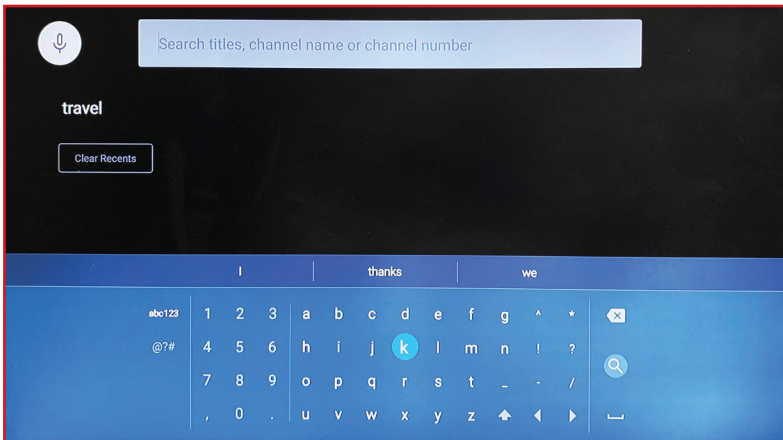 Search titles, channel name or channel number
travel
Clear Recents
I thanks we
abc123 1 2 3 a b c d e f g ^ *
@?# 4 5 6 h i j k l m n ! ?
7 8 9 o p q r s t _ - /
, 0 . u v w x y z